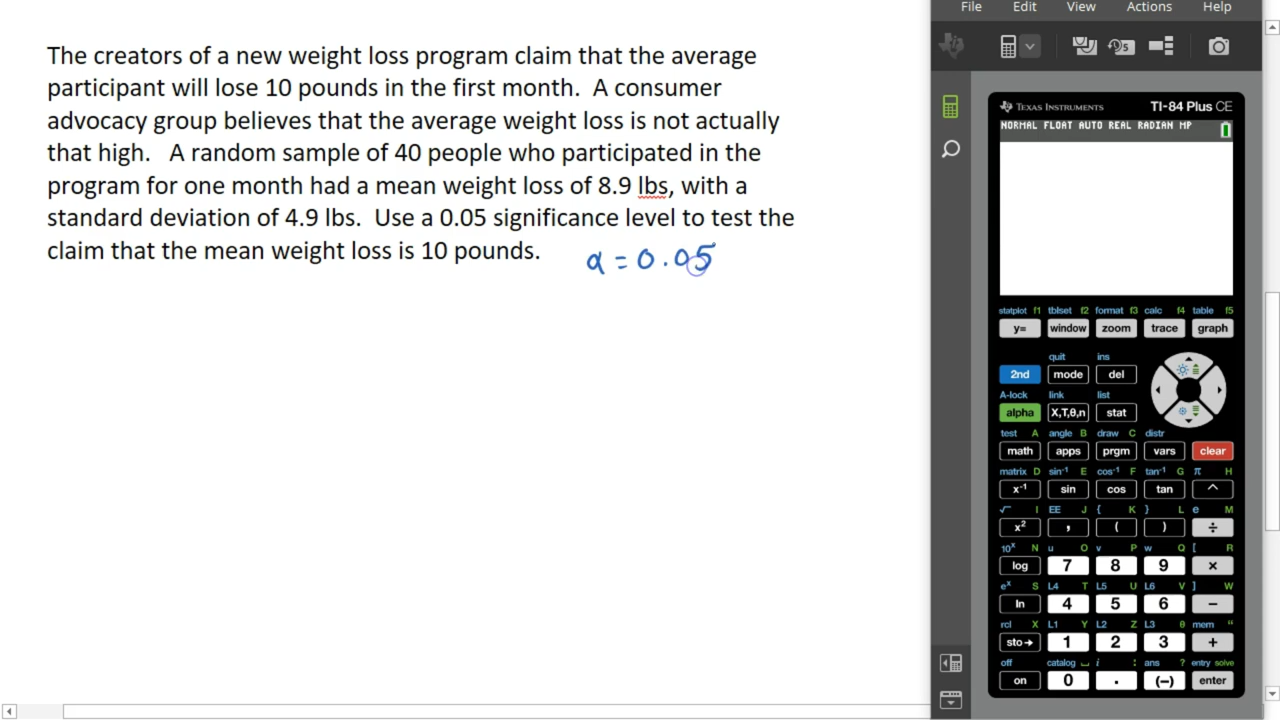 File Edit View Actions Help
The creators of a new weight loss program claim that the average
participant will lose 10 pounds in the first month. A consumer
advocacy group believes that the average weight loss is not actually
that high. A random sample of 40 people who participated in the
program for one month had a mean weight loss of 8.9 lbs, with a
standard deviation of 4.9 lbs. Use a 0.05 significance level to test the
claim that the mean weight loss is 10 pounds.
α = 0.05
TEXAS INSTRUMENTS TI-84 Plus CE
NORMAL FLOAT AUTO REAL RADIAN MP
statplot f1 tblset f2 format f3 calc f4 table f5
y= window zoom trace graph
quit ins
2nd mode del
A-lock link list
alpha X,T,θ,n stat
test A angle B draw C distr
math apps prgm vars clear
matrix D sin⁻¹ E cos⁻¹ F tan⁻¹ G π H
x⁻¹ sin cos tan ^
√‾ I EE J { K } L e M
x² , ( ) ÷
10ˣ N u O v P w Q [ R
log 7 8 9 ×
eˣ S L4 T L5 U L6 V ] W
ln 4 5 6 −
rcl X L1 Y L2 Z L3 θ mem "
sto→ 1 2 3 +
off catalog ⎵ i : ans ? entry solve
on 0 . (−) enter